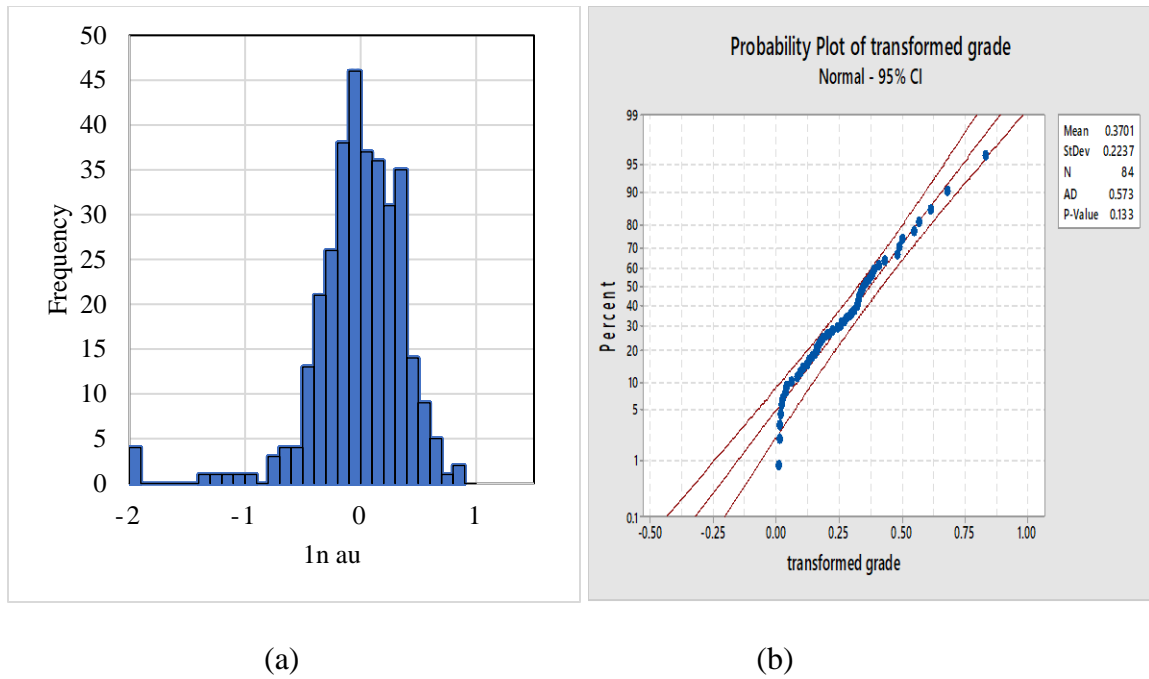 50
45
40
35
30
25
20
15
10
5
0
Frequency
-2
-1
0
1
1n au
Probability Plot of transformed grade
Normal - 95% CI
99
95
90
80
70
60
50
40
30
20
10
5
1
0.1
Percent
-0.50
-0.25
0.00
0.25
0.50
0.75
1.00
transformed grade
Mean 0.3701
StDev 0.2237
N 84
AD 0.573
P-Value 0.133
(a)
(b)